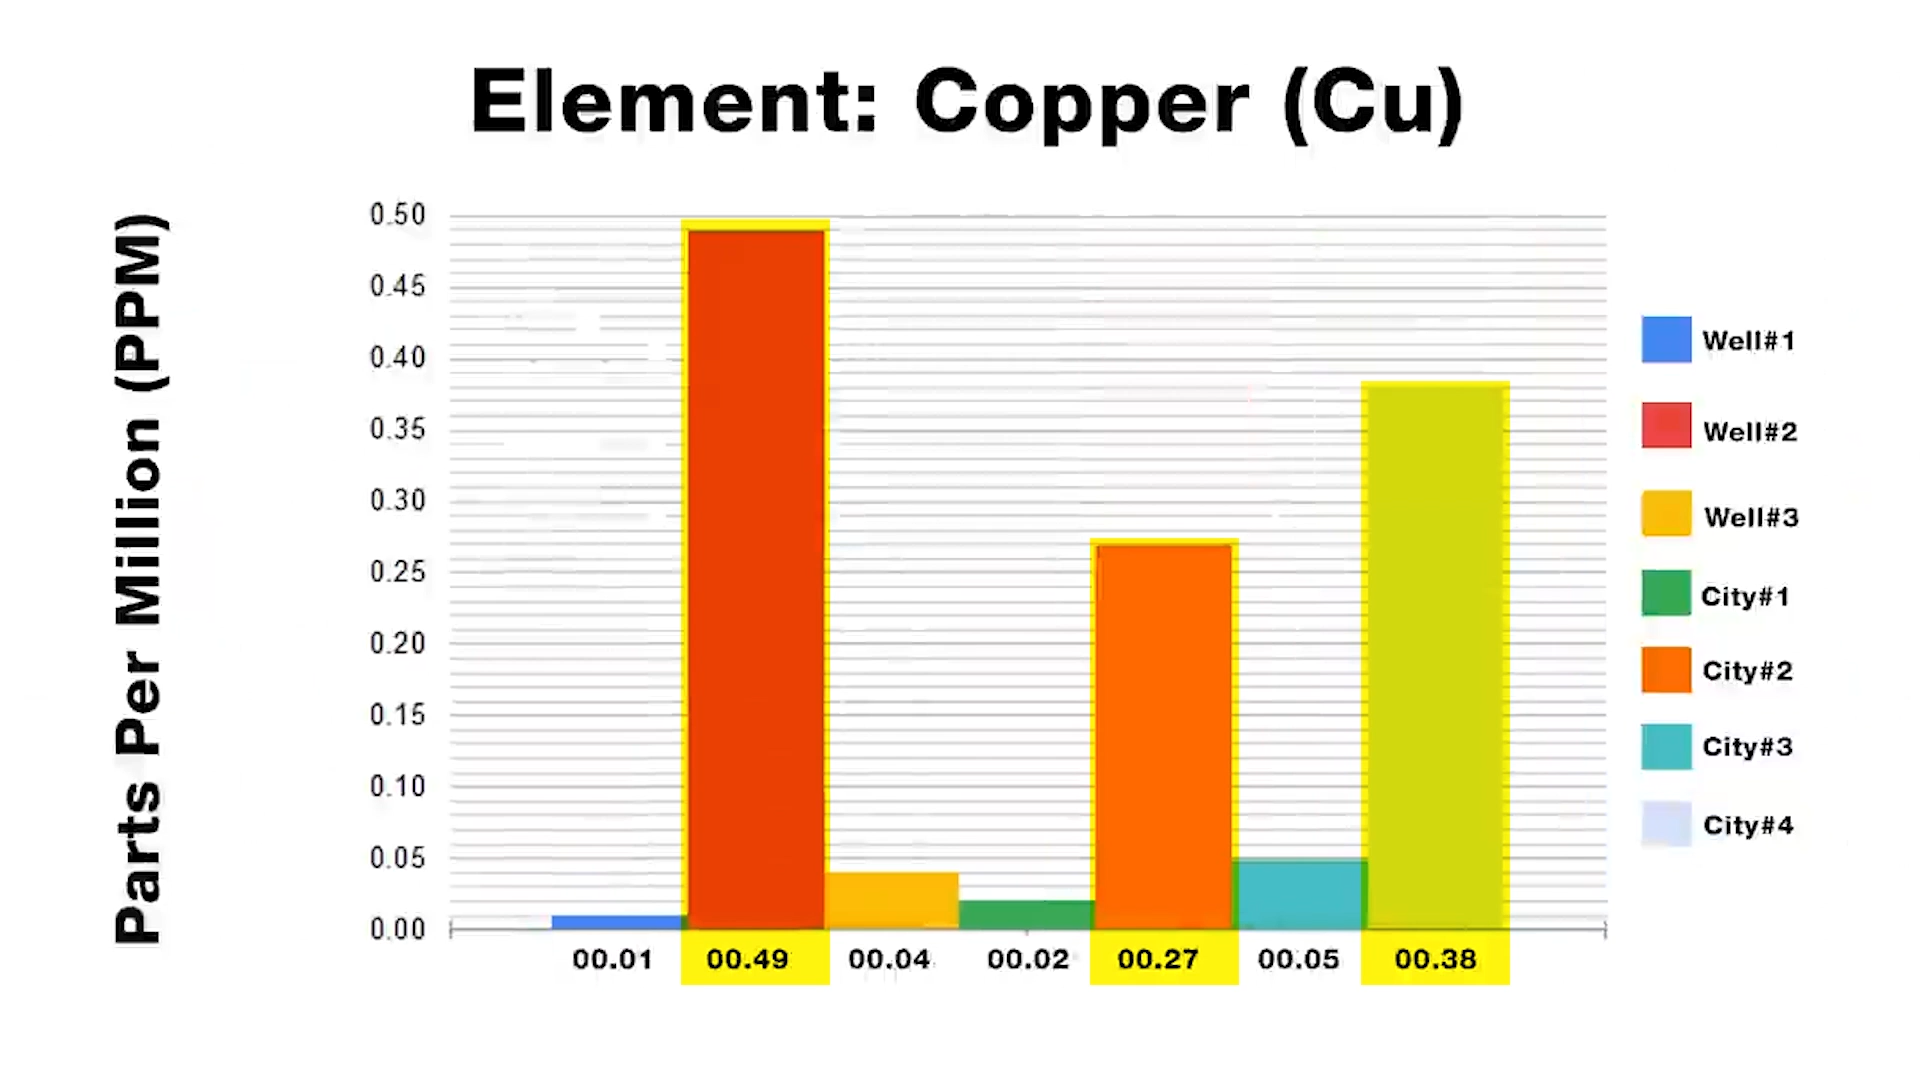 Element: Copper (Cu)
Parts Per Million (PPPM)
0.50
0.45
0.40
0.35
0.30
0.25
0.20
0.15
0.10
0.05
0.00
00.01 00.49 00.04 00.02 00.27 00.05 00.38
Well#1
Well#2
Well#3
City#1
City#2
City#3
City#4